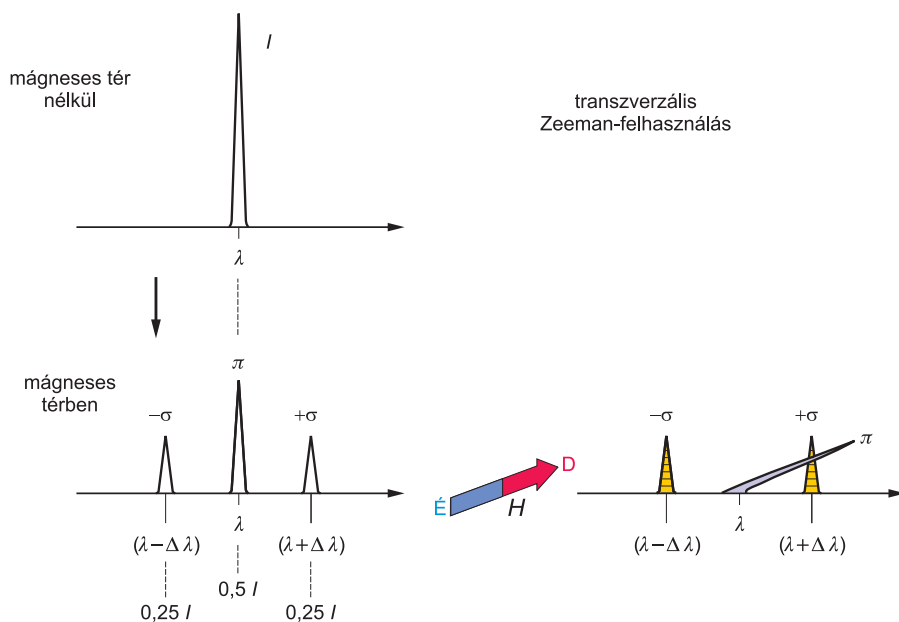 mágneses tér
nélkül
I
transzverzális
Zeeman-felhasználás
λ
mágneses
térben
π
−σ
+σ
λ
(λ−Δλ)
(λ+Δλ)
0,5 I
0,25 I
0,25 I
É
H
D
−σ
+σ
π
λ
(λ−Δλ)
(λ+Δλ)